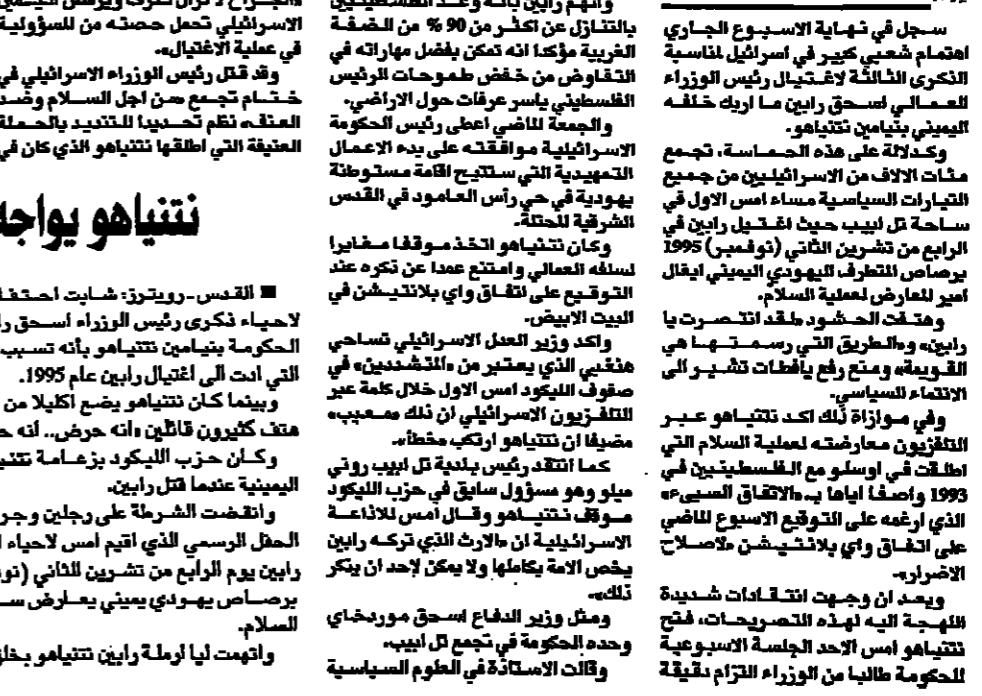 سجل في نهاية الاسبوع الجاري
اهتمام شعبي كبير في اسرائيل لمناسبة
الذكرى الثالثة لاغتيال رئيس الوزراء
العمالي اسحق رابين ما اربك خلفه
اليميني بنيامين نتنياهو.
وكدلالة على هذه الحماسة، تجمع
مئات الالاف من الاسرائيليين من جميع
التيارات السياسية مساء امس الاول في
ساحة تل ابيب حيث اغتيل رابين في
الرابع من تشرين الثاني (نوفمبر) 1995
برصاص المتطرف اليهودي اليميني ايغال
امير المعارض لعملية السلام.
وهتفت الحشود «لقد انتصرت يا
رابين» و«الطريق التي رسمتها هي
القويمة» ومنع رفع يافطات تشير الى
الانتماء السياسي.
وفي موازاة ذلك اكد نتنياهو عبر
التلفزيون معارضته لعملية السلام التي
اطلقت في اوسلو مع الفلسطينيين في
1993 واصفا اياها بـ «الاتفاق السيىء»
الذي ارغمه على التوقيع الاسبوع الماضي
على اتفاق واي بلانتيشن «لاصلاح
الاضرار».
وبعد ان وجهت انتقادات شديدة
اللهجة اليه لهذه التصريحات، فتح
نتنياهو امس الاحد الجلسة الاسبوعية
للحكومة طالبا من الوزراء التزام دقيقة
واتهم رابين بأنه وعد الفلسطينيين
بالتنازل عن اكثر من 90 % من الضفة
الغربية مؤكدا انه تمكن بفضل مهاراته في
التفاوض من خفض طموحات الرئيس
الفلسطيني ياسر عرفات حول الاراضي.
والجمعة الماضي اعطى رئيس الحكومة
الاسرائيلية موافقته على بدء الاعمال
التمهيدية التي ستتيح اقامة مستوطنة
يهودية في حي رأس العامود في القدس
الشرقية المحتلة.
وكان نتنياهو اتخذ موقفا مغايرا
لسلفه العمالي وامتنع عمدا عن ذكره عند
التوقيع على اتفاق واي بلانتيشن في
البيت الابيض.
واكد وزير العدل الاسرائيلي تساحي
هنغبي الذي يعتبر من «المتشددين» في
صفوف الليكود امس الاول خلال كلمة عبر
التلفزيون الاسرائيلي ان ذلك «معيب»
مضيفا ان نتنياهو ارتكب «خطأ».
كما انتقد رئيس بلدية تل ابيب روني
ميلو وهو مسؤول سابق في حزب الليكود
موقف نتنياهو وقال امس للاذاعة
الاسرائيلية ان «الارث الذي تركه رابين
يخص الامة بكاملها ولا يمكن لاحد ان ينكر
ذلك».
ومثل وزير الدفاع اسحق موردخاي
وحده الحكومة في تجمع تل ابيب.
وقالت الاستاذة في العلوم السياسية
الاسرائيلي تحمل حصته من المسؤولية
في عملية الاغتيال».
وقد قتل رئيس الوزراء الاسرائيلي في
ختام تجمع «من اجل السلام وضد
العنف» نظم تحديدا للتنديد بالحملة
العنيفة التي اطلقها نتنياهو الذي كان في
نتنياهو يواجه
القدس ـ رويترز: شابت
لاحياء ذكرى رئيس الوزراء اسحق
الحكومة بنيامين نتنياهو بأنه تسبب
التي ادت الى اغتيال رابين عام 1995.
وبينما كان نتنياهو يضع اكليلا من
هتف كثيرون قائلين «انه حرض.. انه
وكان حزب الليكود بزعامة
اليمينية عندما قتل رابين.
وانقضت الشرطة على رجلين
الحفل الرسمي الذي اقيم امس لاحياء
رابين يوم الرابع من تشرين الثاني
برصاص يهودي يميني يعارض
السلام.
واتهمت ليا ارملة رابين نتنياهو